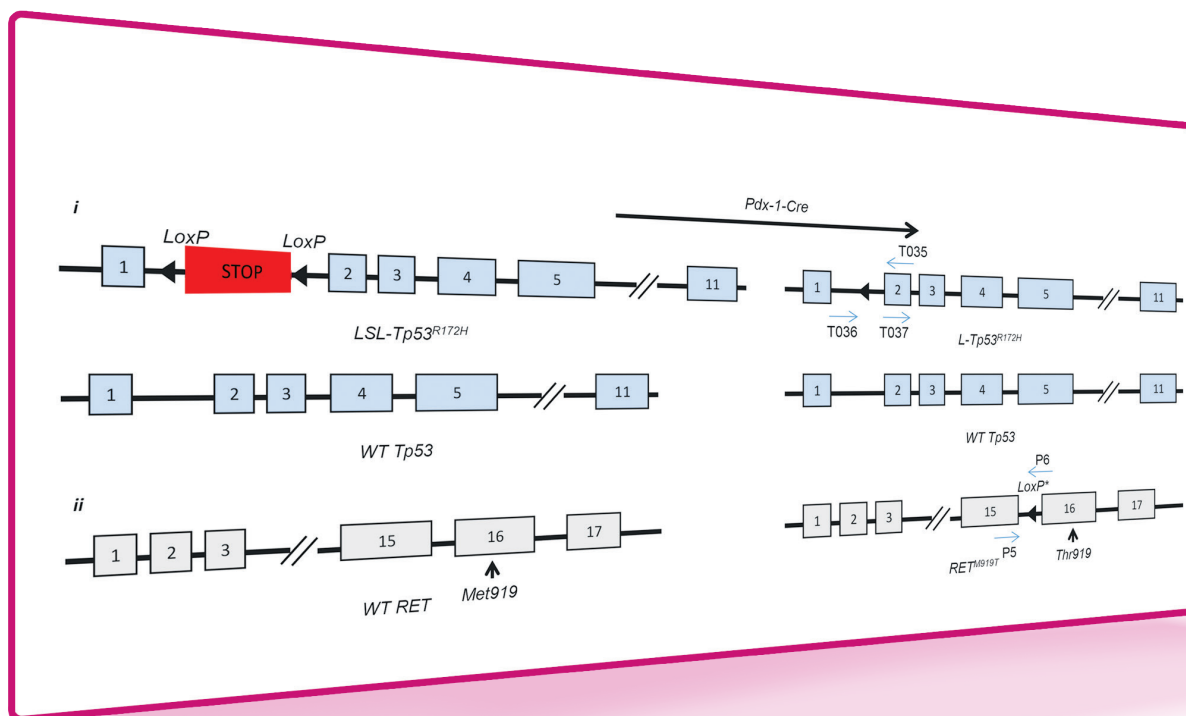 i
LoxP
LoxP
1
STOP
2
3
4
5
11
LSL-Tp53R172H
Pdx-1-Cre
T035
1
2
3
4
5
11
T036
T037
L-Tp53R172H
1
2
3
4
5
11
WT Tp53
1
2
3
4
5
11
WT Tp53
ii
1
2
3
15
16
17
WT RET
Met919
P6
LoxP*
1
2
3
15
16
17
RETM919T
P5
Thr919